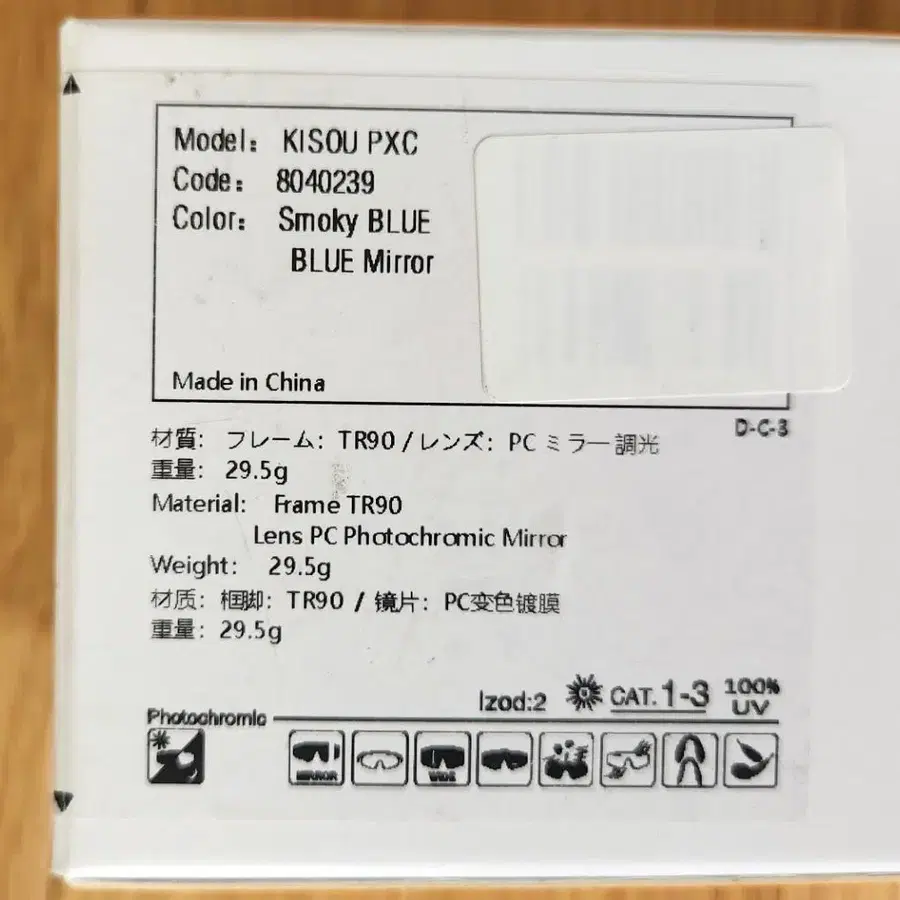 Model: KISOU PXC
Code: 8040239
Color: Smoky BLUE
BLUE Mirror
Made in China
D-C-3
材質: フレーム: TR90 / レンズ: PC ミラー調光
重量: 29.5g
Material: Frame TR90
Lens PC Photochromic Mirror
Weight: 29.5g
材质: 框脚: TR90 / 镜片: PC变色镀膜
重量: 29.5g
Izod:2 CAT. 1-3 100% UV
Photochromic
MIRROR
WIDE